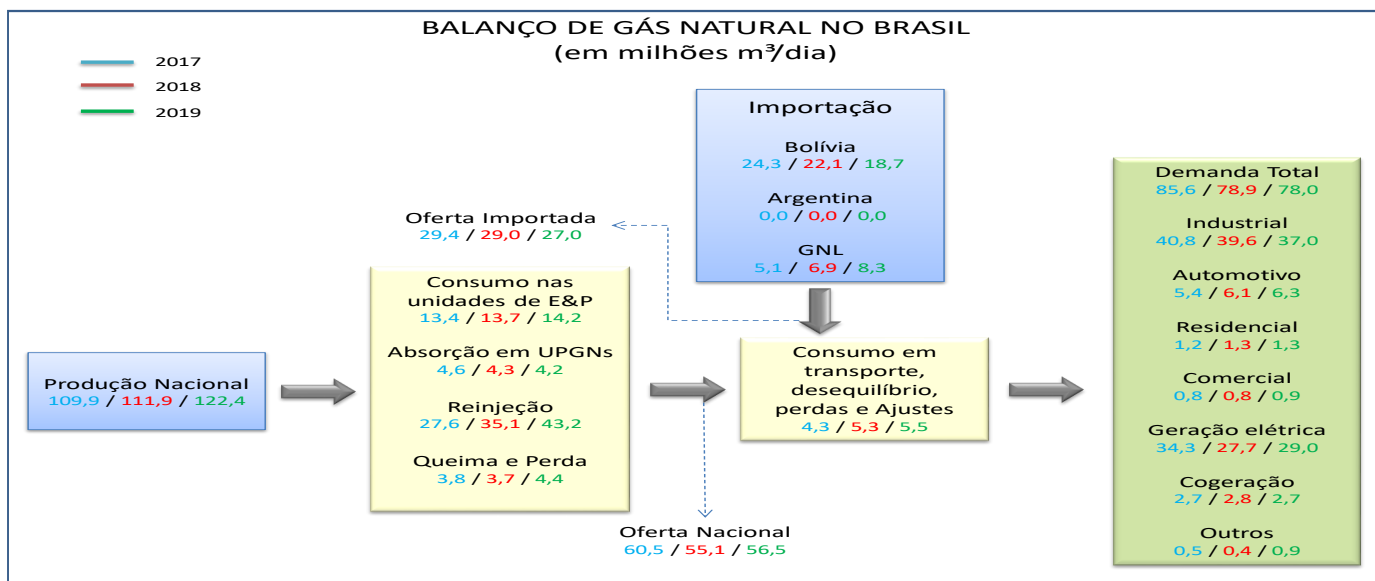 BALANÇO DE GÁS NATURAL NO BRASIL
(em milhões m³/dia)
2017
2018
2019
Importação
Bolívia
24,3 / 22,1 / 18,7
Argentina
0,0 / 0,0 / 0,0
GNL
5,1 / 6,9 / 8,3
Oferta Importada
29,4 / 29,0 / 27,0
Produção Nacional
109,9 / 111,9 / 122,4
Consumo nas
unidades de E&P
13,4 / 13,7 / 14,2
Absorção em UPGNs
4,6 / 4,3 / 4,2
Reinjeção
27,6 / 35,1 / 43,2
Queima e Perda
3,8 / 3,7 / 4,4
Oferta Nacional
60,5 / 55,1 / 56,5
Consumo em
transporte,
desequilíbrio,
perdas e Ajustes
4,3 / 5,3 / 5,5
Demanda Total
85,6 / 78,9 / 78,0
Industrial
40,8 / 39,6 / 37,0
Automotivo
5,4 / 6,1 / 6,3
Residencial
1,2 / 1,3 / 1,3
Comercial
0,8 / 0,8 / 0,9
Geração elétrica
34,3 / 27,7 / 29,0
Cogeração
2,7 / 2,8 / 2,7
Outros
0,5 / 0,4 / 0,9